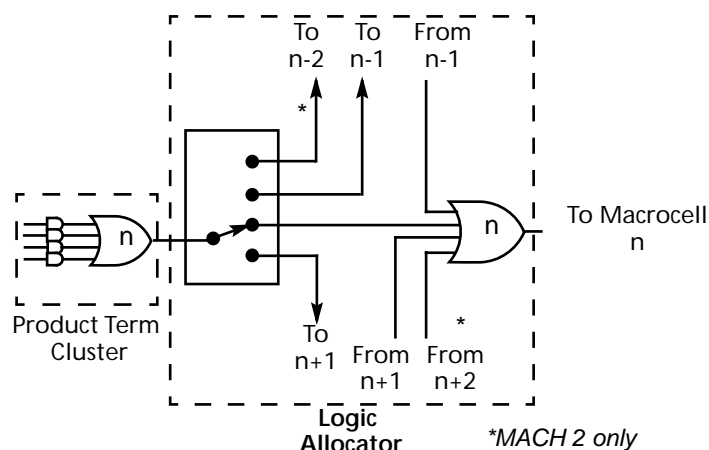 To
n-2
To
n-1
From
n-1
*
n
n
To Macrocell
n
Product Term
Cluster
To
n+1
From
n+1
*
From
n+2
Logic
Allocator
*MACH 2 only